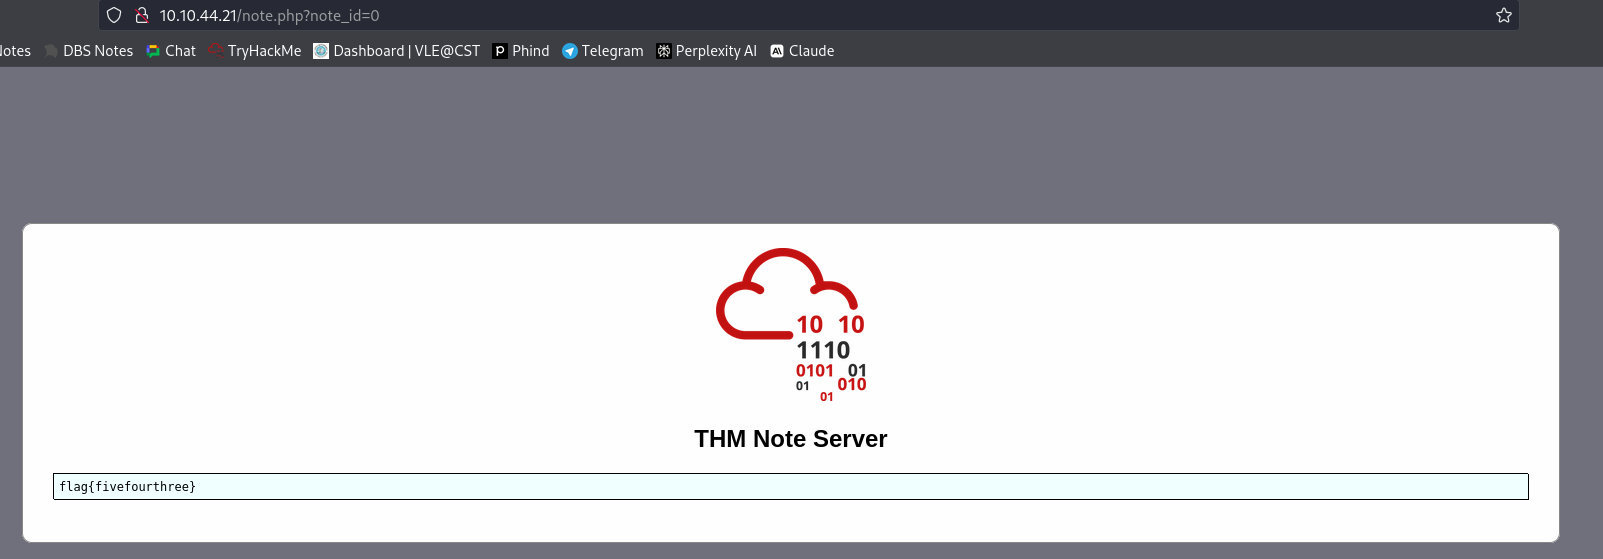 10.10.44.21/note.php?note_id=0
Notes DBS Notes Chat TryHackMe Dashboard | VLE@CST Phind Telegram Perplexity AI Claude
10 10
1110
0101 01
01 010
01
THM Note Server
flag{fivefourthree}